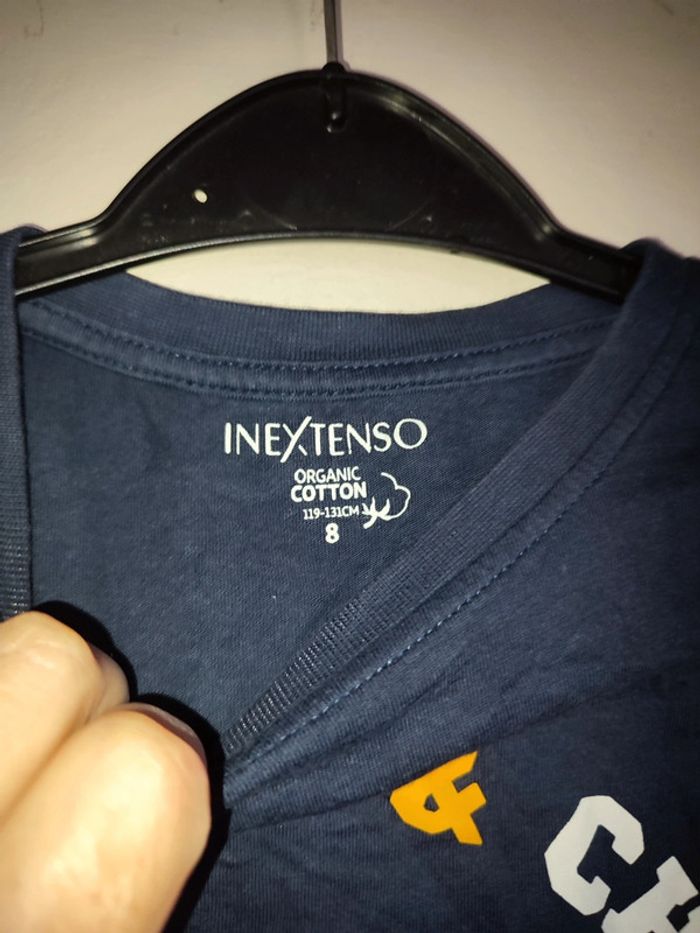 INEXTENSO
ORGANIC
COTTON
119-131CM
8